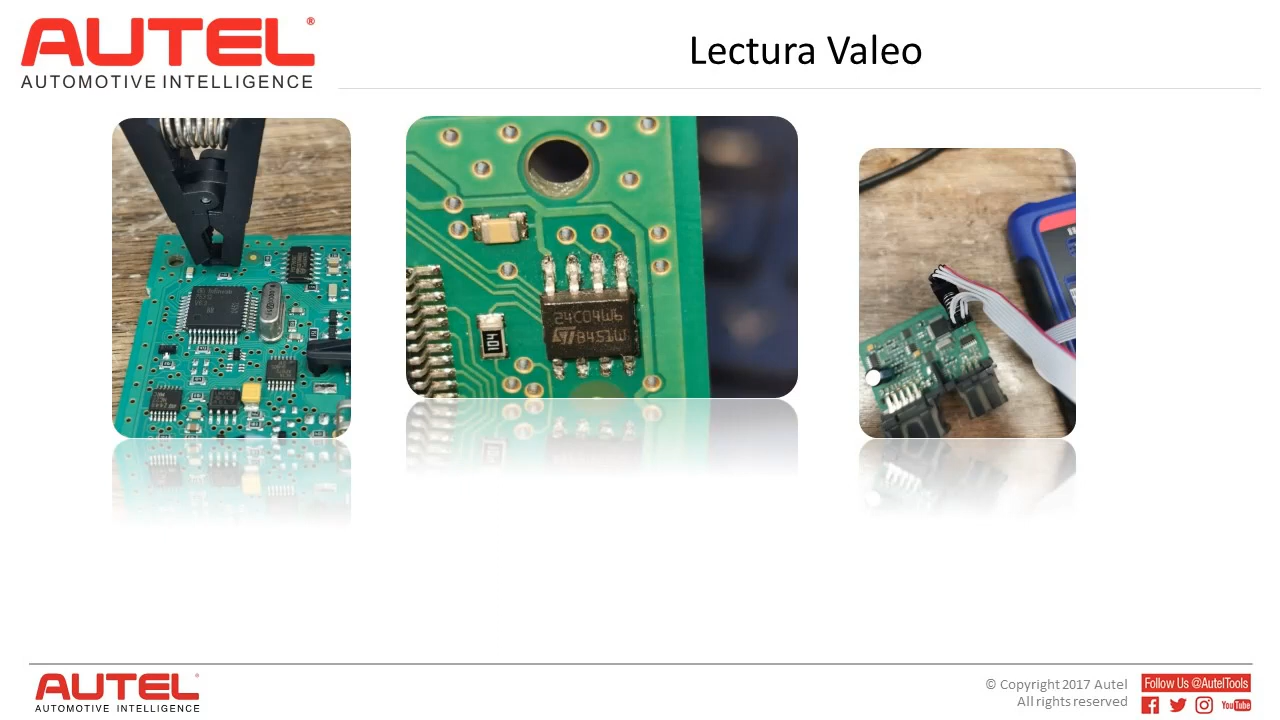 AUTEL®
AUTOMOTIVE INTELLIGENCE
Lectura Valeo
24C04W6
B451W
104
AUTEL®
AUTOMOTIVE INTELLIGENCE
© Copyright 2017 Autel
All rights reserved
Follow Us @AutelTools
YouTube